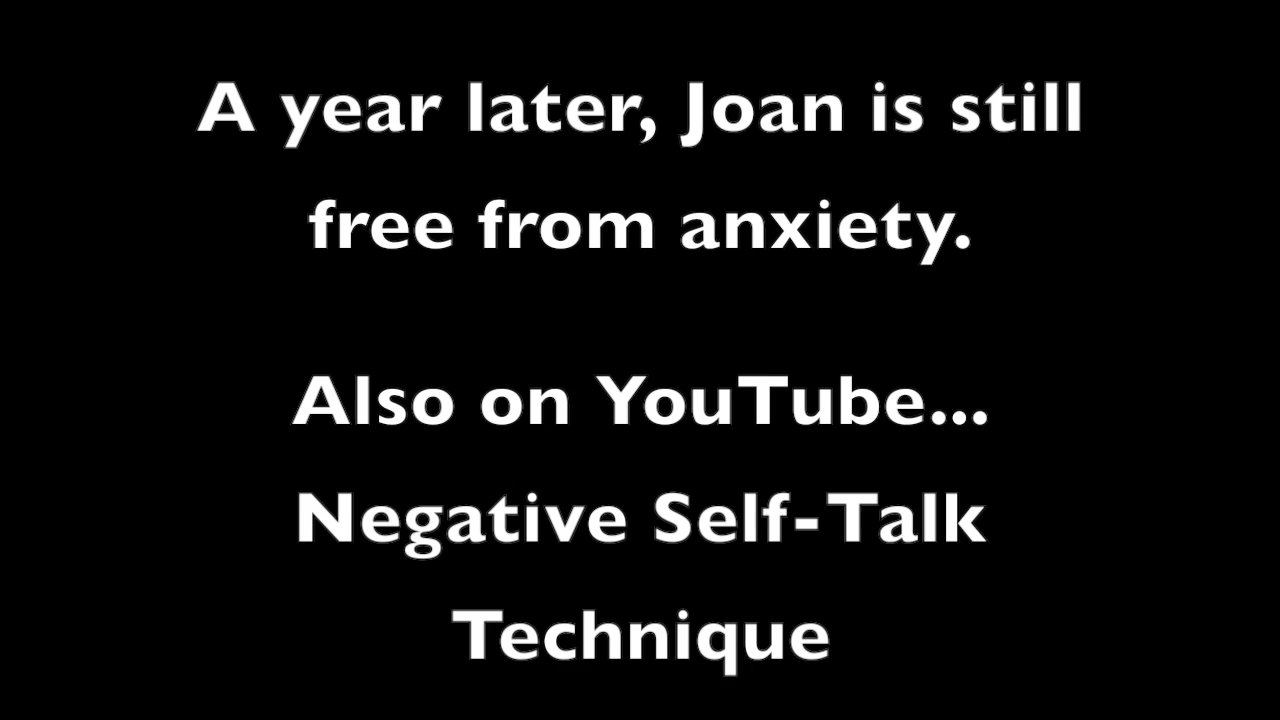 A year later, Joan is still
free from anxiety.
Also on YouTube...
Negative Self-Talk
Technique